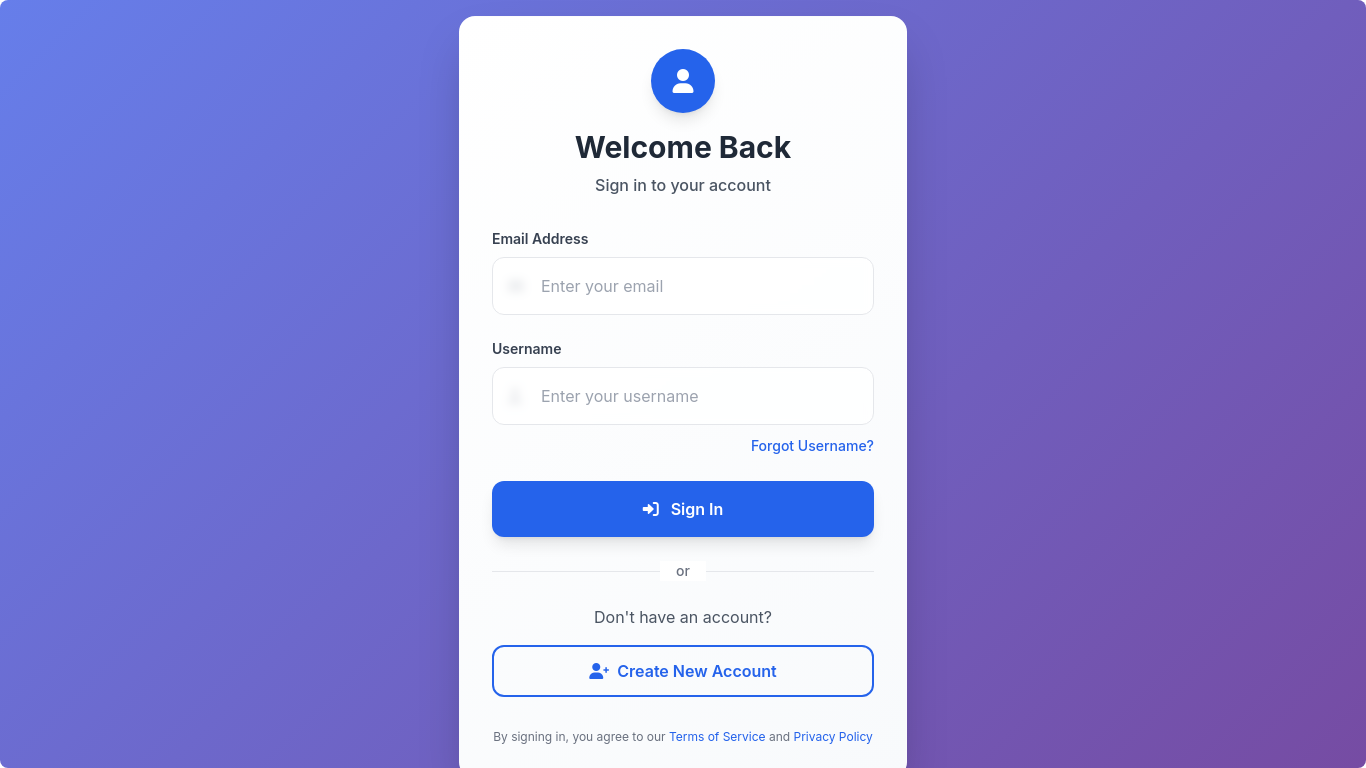 Welcome Back
Sign in to your account
Email Address
Enter your email
Username
Enter your username
Forgot Username?
Sign In
or
Don't have an account?
Create New Account
By signing in, you agree to our Terms of Service and Privacy Policy